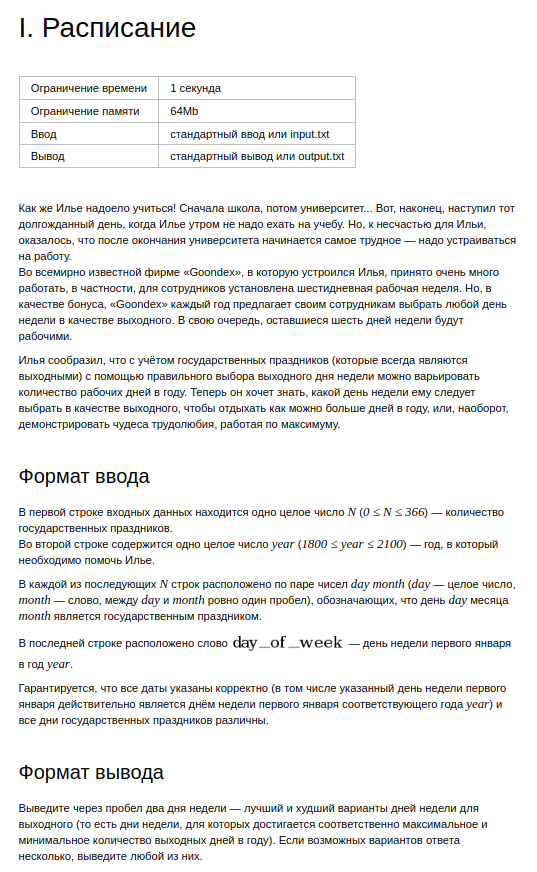 I. Расписание
Ограничение времени 1 секунда
Ограничение памяти 64Mb
Ввод стандартный ввод или input.txt
Вывод стандартный вывод или output.txt
Как же Илье надоело учиться! Сначала школа, потом университет... Вот, наконец, наступил тот
долгожданный день, когда Илье утром не надо ехать на учебу. Но, к несчастью для Ильи,
оказалось, что после окончания университета начинается самое трудное — надо устраиваться
на работу.
Во всемирно известной фирме «Goondex», в которую устроился Илья, принято очень много
работать, в частности, для сотрудников установлена шестидневная рабочая неделя. Но, в
качестве бонуса, «Goondex» каждый год предлагает своим сотрудникам выбрать любой день
недели в качестве выходного. В свою очередь, оставшиеся шесть дней недели будут
рабочими.
Илья сообразил, что с учётом государственных праздников (которые всегда являются
выходными) с помощью правильного выбора выходного дня недели можно варьировать
количество рабочих дней в году. Теперь он хочет знать, какой день недели ему следует
выбрать в качестве выходного, чтобы отдыхать как можно больше дней в году, или, наоборот,
демонстрировать чудеса трудолюбия, работая по максимуму.
Формат ввода
В первой строке входных данных находится одно целое число N (0 ≤ N ≤ 366) — количество
государственных праздников.
Во второй строке содержится одно целое число year (1800 ≤ year ≤ 2100) — год, в который
необходимо помочь Илье.
В каждой из последующих N строк расположено по паре чисел day month (day — целое число,
month — слово, между day и month ровно один пробел), обозначающих, что день day месяца
month является государственным праздником.
В последней строке расположено слово day_of_week — день недели первого января
в год year.
Гарантируется, что все даты указаны корректно (в том числе указанный день недели первого
января действительно является днём недели первого января соответствующего года year) и
все дни государственных праздников различны.
Формат вывода
Выведите через пробел два дня недели — лучший и худший варианты дней недели для
выходного (то есть дни недели, для которых достигается соответственно максимальное и
минимальное количество выходных дней в году). Если возможных вариантов ответа
несколько, выведите любой из них.